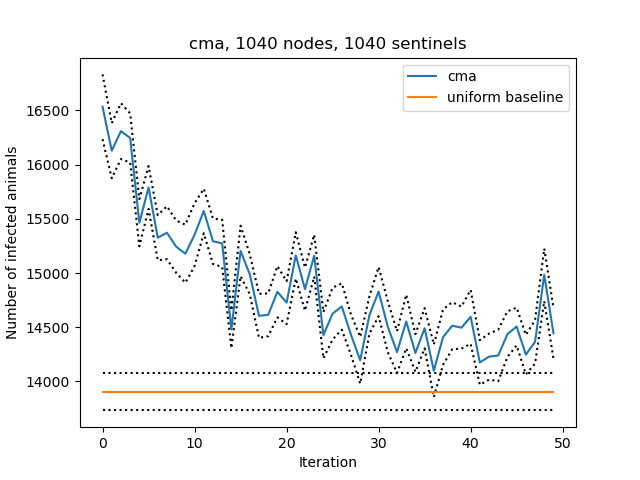 cma, 1040 nodes, 1040 sentinels
cma
uniform baseline
Number of infected animals
16500
16000
15500
15000
14500
14000
0 10 20 30 40 50
Iteration